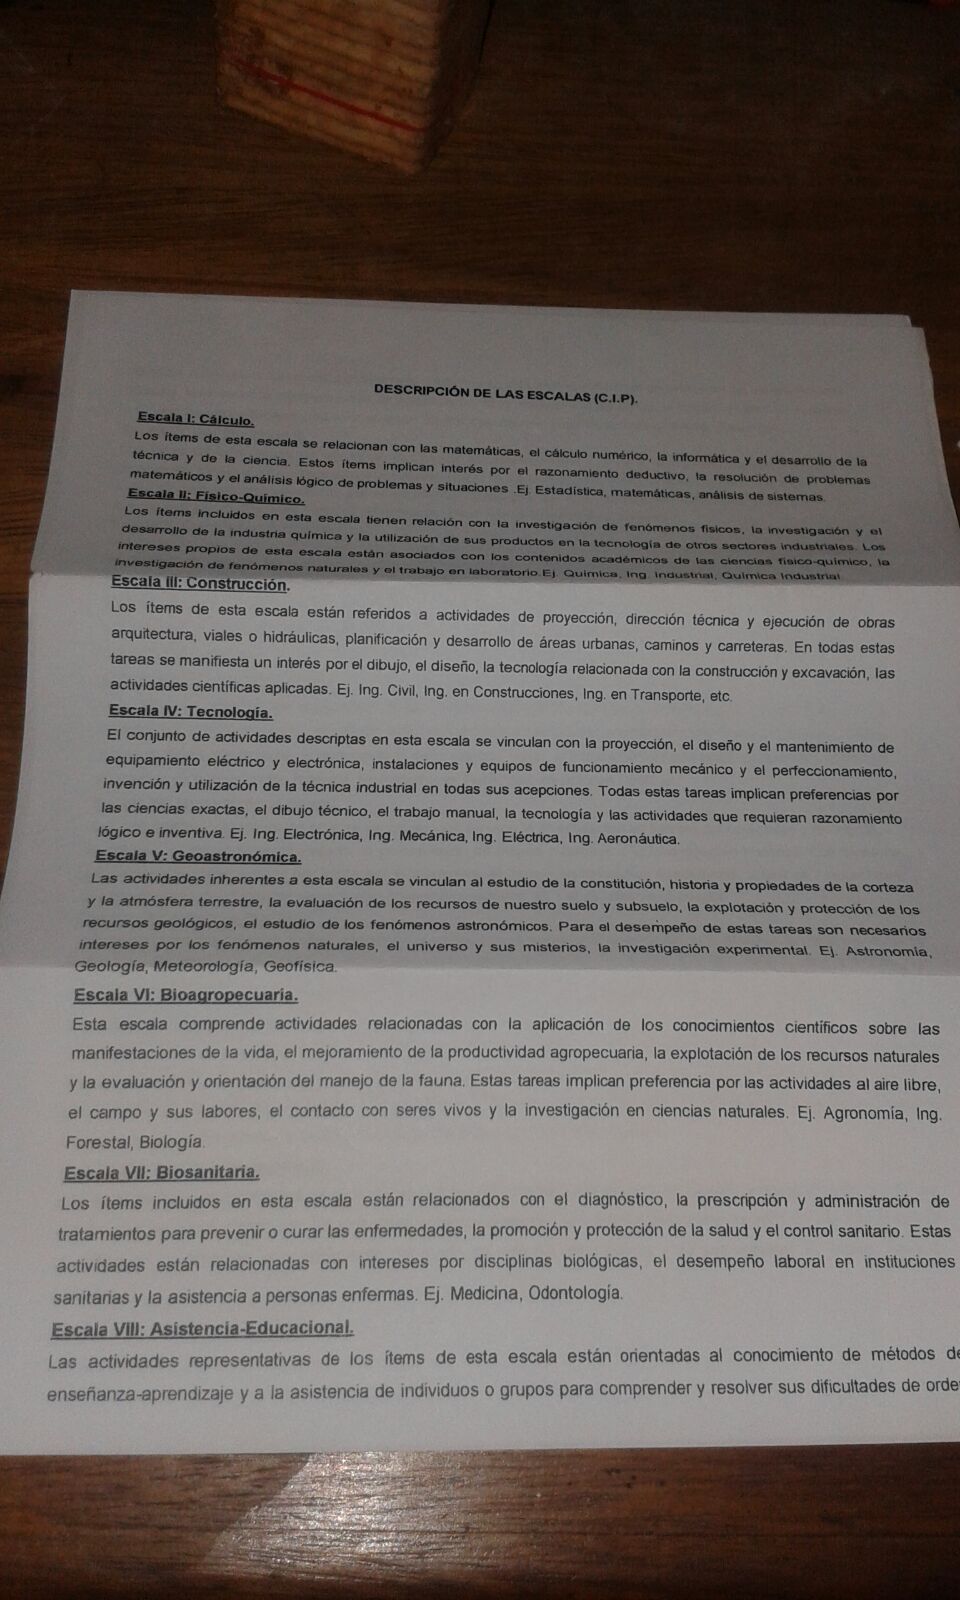 DESCRIPCIÓN DE LAS ESCALAS (C.I.P).
Escala I: Cálculo.
Los ítems de esta escala se relacionan con las matemáticas, el cálculo numérico, la informática y el desarrollo de la
técnica y de la ciencia. Estos ítems implican interés por el razonamiento deductivo, la resolución de problemas
matemáticos y el análisis lógico de problemas y situaciones .Ej. Estadística, matemáticas, análisis de sistemas.
Escala II: Físico-Químico.
Los ítems incluidos en esta escala tienen relación con la investigación de fenómenos físicos, la investigación y el
desarrollo de la industria química y la utilización de sus productos en la tecnología de otros sectores industriales. Los
intereses propios de esta escala están asociados con los contenidos académicos de las ciencias físico-químico, la
investigación de fenómenos naturales y el trabajo en laboratorio.Ej. Química, Ing. Industrial, Química Industrial
Escala III: Construcción.
Los ítems de esta escala están referidos a actividades de proyección, dirección técnica y ejecución de obras
arquitectura, viales o hidráulicas, planificación y desarrollo de áreas urbanas, caminos y carreteras. En todas estas
tareas se manifiesta un interés por el dibujo, el diseño, la tecnología relacionada con la construcción y excavación, las
actividades científicas aplicadas. Ej. Ing. Civil, Ing. en Construcciones, Ing. en Transporte, etc.
Escala IV: Tecnología.
El conjunto de actividades descriptas en esta escala se vinculan con la proyección, el diseño y el mantenimiento de
equipamiento eléctrico y electrónica, instalaciones y equipos de funcionamiento mecánico y el perfeccionamiento,
invención y utilización de la técnica industrial en todas sus acepciones. Todas estas tareas implican preferencias por
las ciencias exactas, el dibujo técnico, el trabajo manual, la tecnología y las actividades que requieran razonamiento
lógico e inventiva. Ej. Ing. Electrónica, Ing. Mecánica, Ing. Eléctrica, Ing. Aeronáutica.
Escala V: Geoastronómica.
Las actividades inherentes a esta escala se vinculan al estudio de la constitución, historia y propiedades de la corteza
y la atmósfera terrestre, la evaluación de los recursos de nuestro suelo y subsuelo, la explotación y protección de los
recursos geológicos, el estudio de los fenómenos astronómicos. Para el desempeño de estas tareas son necesarios
intereses por los fenómenos naturales, el universo y sus misterios, la investigación experimental. Ej. Astronomía,
Geología, Meteorología, Geofísica.
Escala VI: Bioagropecuaria.
Esta escala comprende actividades relacionadas con la aplicación de los conocimientos científicos sobre las
manifestaciones de la vida, el mejoramiento de la productividad agropecuaria, la explotación de los recursos naturales
y la evaluación y orientación del manejo de la fauna. Estas tareas implican preferencia por las actividades al aire libre,
el campo y sus labores, el contacto con seres vivos y la investigación en ciencias naturales. Ej. Agronomía, Ing.
Forestal, Biología.
Escala VII: Biosanitaria.
Los ítems incluidos en esta escala están relacionados con el diagnóstico, la prescripción y administración de
tratamientos para prevenir o curar las enfermedades, la promoción y protección de la salud y el control sanitario. Estas
actividades están relacionadas con intereses por disciplinas biológicas, el desempeño laboral en instituciones
sanitarias y la asistencia a personas enfermas. Ej. Medicina, Odontología.
Escala VIII: Asistencia-Educacional.
Las actividades representativas de los ítems de esta escala están orientadas al conocimiento de métodos de
enseñanza-aprendizaje y a la asistencia de individuos o grupos para comprender y resolver sus dificultades de orde